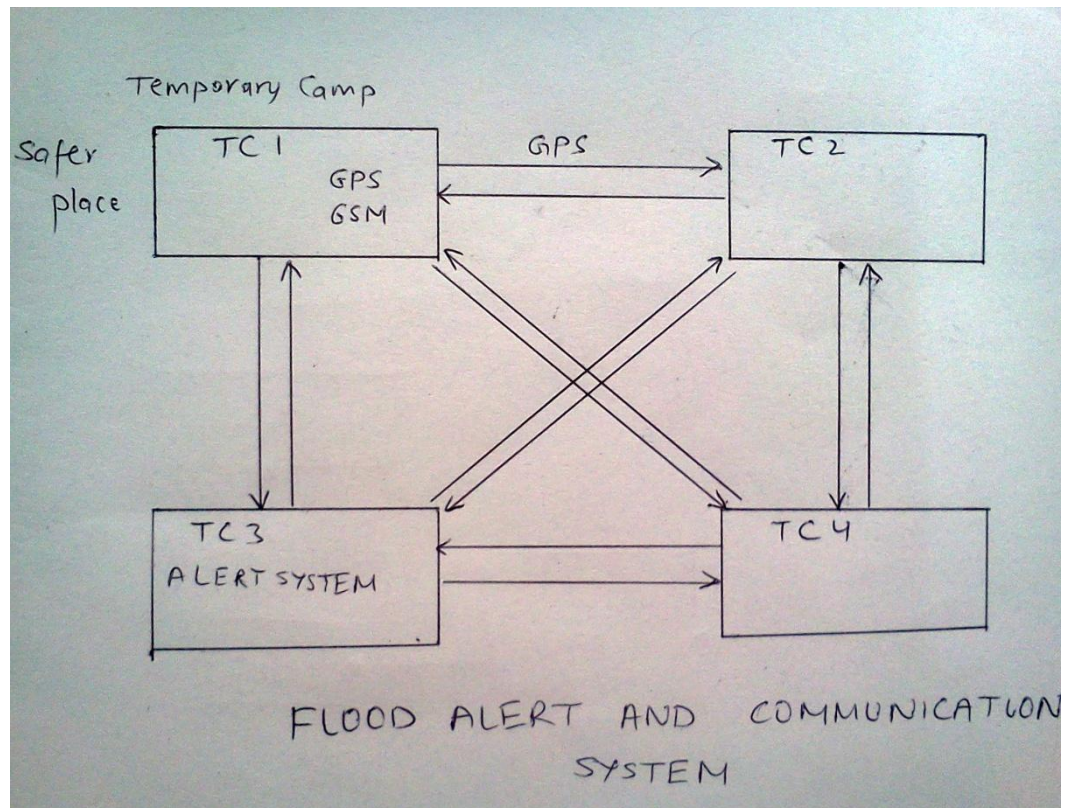 Temporary Camp
Safer
place
TC 1
GPS
GSM
GPS
TC 2
TC 3
ALERT SYSTEM
TC 4
FLOOD ALERT AND COMMUNICATION
SYSTEM